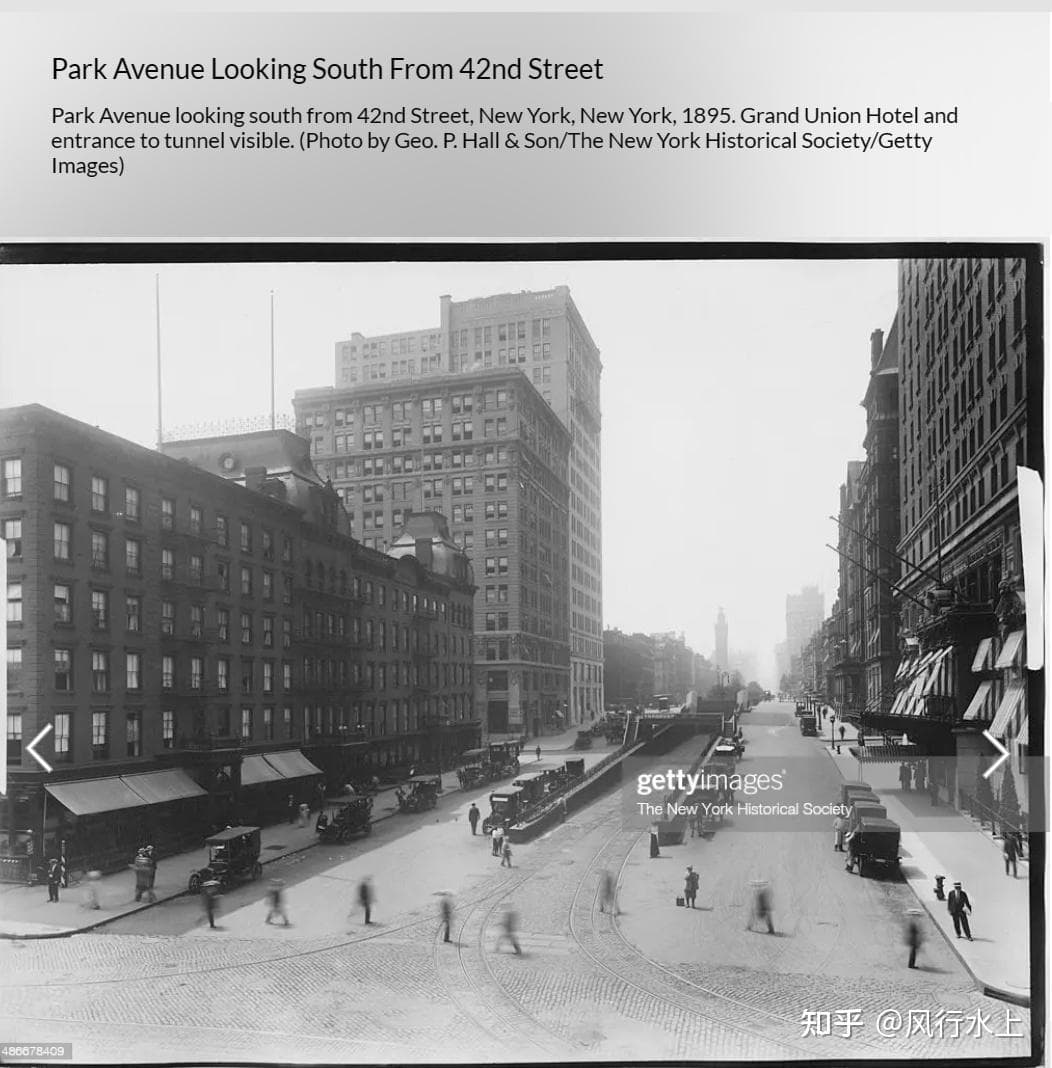 Park Avenue Looking South From 42nd Street
Park Avenue looking south from 42nd Street, New York, New York, 1895. Grand Union Hotel and
entrance to tunnel visible. (Photo by Geo. P. Hall & Son/The New York Historical Society/Getty
Images)
gettyimages®
The New York Historical Society
知乎 @风行水上
486678409